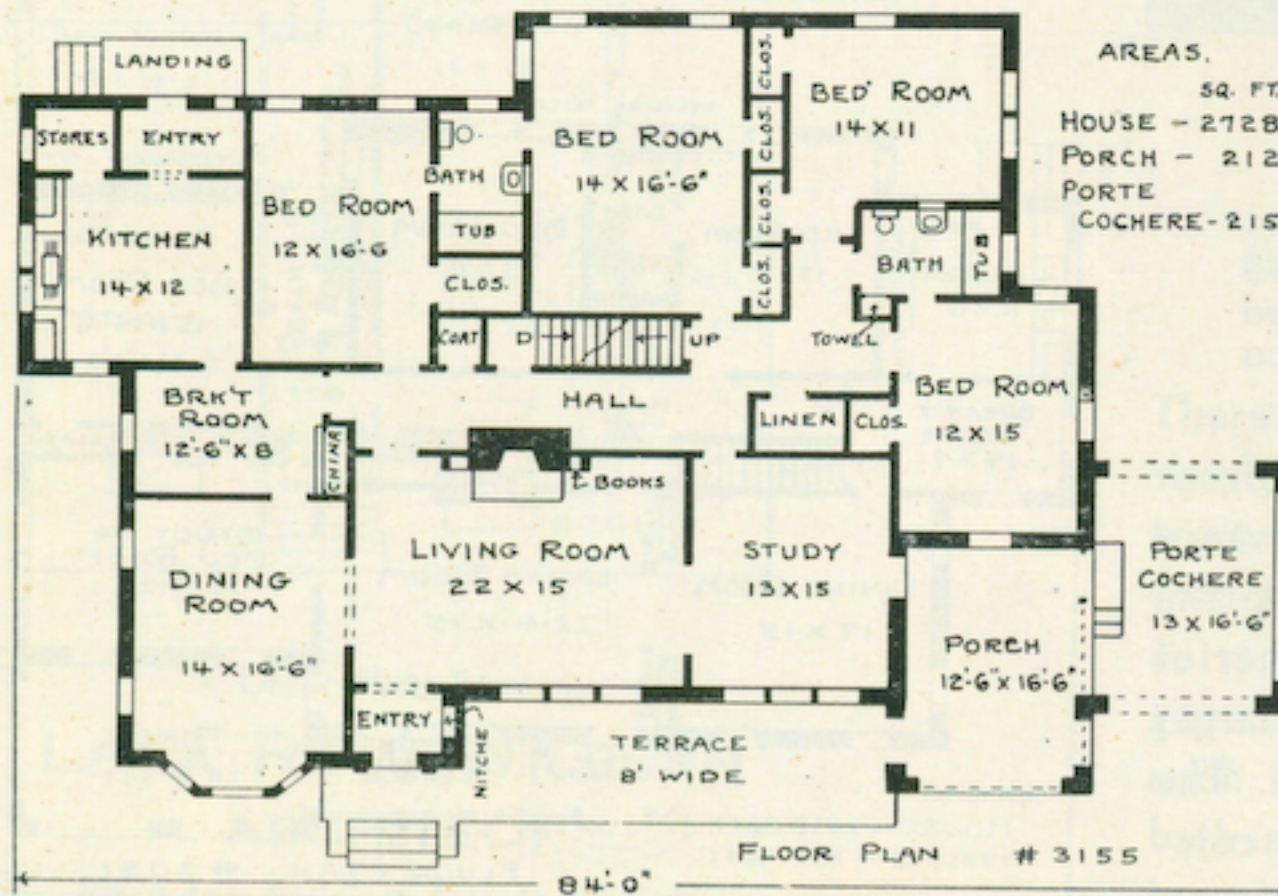 LANDING
AREAS.
SQ. FT.
HOUSE - 2728
PORCH - 212
PORTE
COCHERE - 215
STORES
ENTRY
BED ROOM
12 X 16'-6
BATH
TUB
CLOS.
COAT
BED ROOM
14 X 16'-6"
CLOS.
CLOS.
CLOS.
CLOS.
BED ROOM
14 X 11
KITCHEN
14 X 12
BATH
TUB
TOWEL
D
UP
HALL
LINEN
CLOS.
BED ROOM
12 X 15
BRK'T
ROOM
12'-6" X 8
CHINA
BOOKS
LIVING ROOM
22 X 15
STUDY
13 X 15
DINING
ROOM
14 X 16'-6"
PORTE
COCHERE
13 X 16'-6"
PORCH
12'-6" X 16'-6"
ENTRY
NITCHE
TERRACE
8' WIDE
FLOOR PLAN # 3155
84'-0"